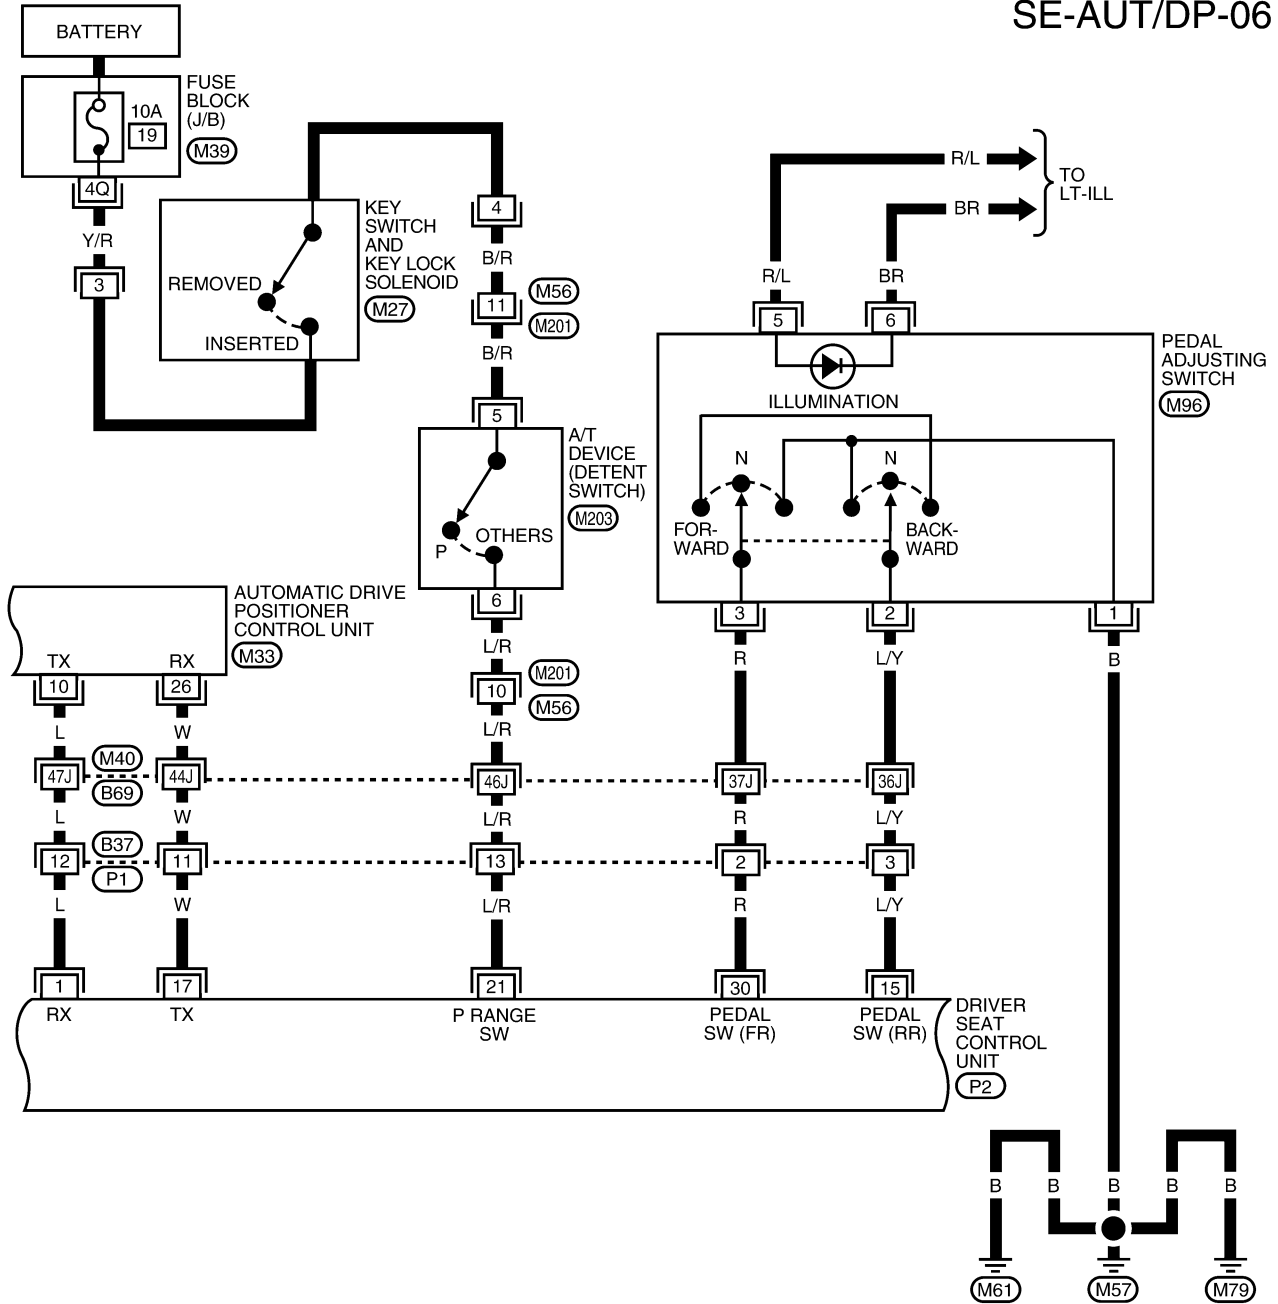 SE-AUT/DP-06
BATTERY
FUSE
BLOCK
(J/B)
10A
19
M39
4Q
Y/R
3
KEY
SWITCH
AND
KEY LOCK
SOLENOID
M27
REMOVED
INSERTED
4
B/R
11
M56
M201
B/R
5
A/T
DEVICE
(DETENT
SWITCH)
M203
P
OTHERS
6
L/R
M201
10
M56
L/R
R/L
BR
TO
LT-ILL
R/L
BR
5
6
PEDAL
ADJUSTING
SWITCH
M96
ILLUMINATION
N
N
FOR-
WARD
BACK-
WARD
3
2
1
R
L/Y
B
AUTOMATIC DRIVE
POSITIONER
CONTROL UNIT
M33
TX
RX
10
26
L
W
M40
47J
44J
46J
37J
36J
B69
L
W
L/R
R
L/Y
B37
12
11
13
2
3
P1
L
W
L/R
R
L/Y
1
17
21
30
15
RX
TX
P RANGE
SW
PEDAL
SW (FR)
PEDAL
SW (RR)
DRIVER
SEAT
CONTROL
UNIT
P2
B
B
B
B
B
M61
M57
M79